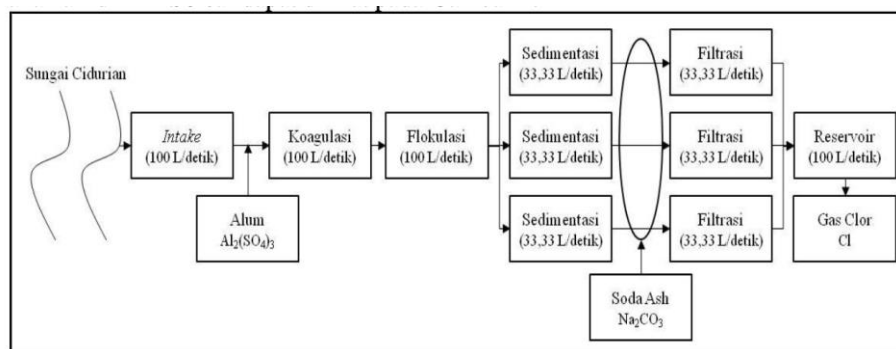 Sungai Cidurian
Intake
(100 L/detik)
Alum
Al₂(SO₄)₃
Koagulasi
(100 L/detik)
Flokulasi
(100 L/detik)
Sedimentasi
(33,33 L/detik)
Sedimentasi
(33,33 L/detik)
Sedimentasi
(33,33 L/detik)
Soda Ash
Na₂CO₃
Filtrasi
(33,33 L/detik)
Filtrasi
(33,33 L/detik)
Filtrasi
(33,33 L/detik)
Reservoir
(100 L/detik)
Gas Clor
Cl